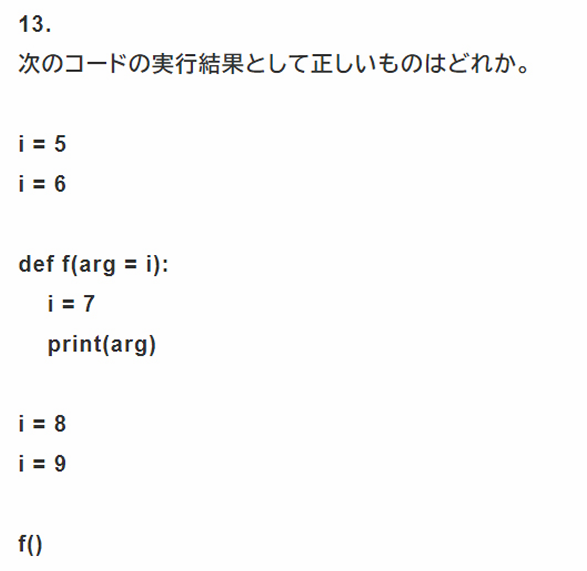 13.
次のコードの実行結果として正しいものはどれか。
i = 5
i = 6
def f(arg = i):
    i = 7
    print(arg)
i = 8
i = 9
f()